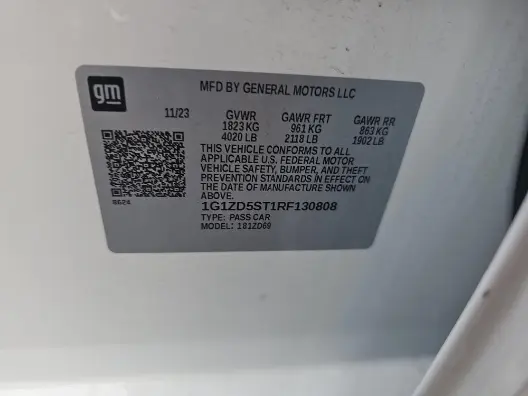 gm
MFD BY GENERAL MOTORS LLC
11/23 GVWR GAWR FRT GAWR RR
1823 KG 961 KG 863 KG
4020 LB 2118 LB 1902 LB
THIS VEHICLE CONFORMS TO ALL
APPLICABLE U.S. FEDERAL MOTOR
VEHICLE SAFETY, BUMPER, AND THEFT
PREVENTION STANDARDS IN EFFECT ON
THE DATE OF MANUFACTURE SHOWN
ABOVE.
1G1ZD5ST1RF130808
TYPE: PASS CAR
MODEL: 1B1ZD69